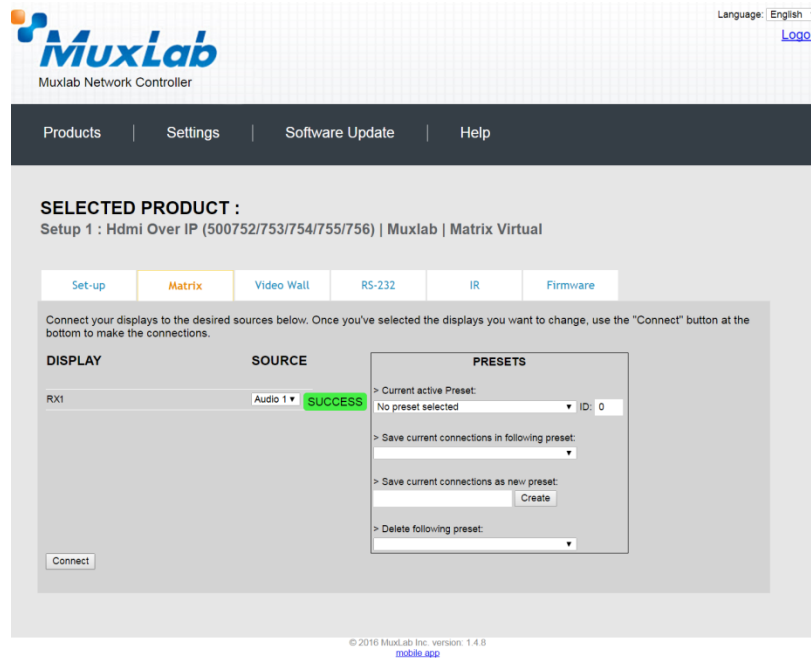 Language: English
Logo
MuxLab
Muxlab Network Controller
Products | Settings | Software Update | Help
SELECTED PRODUCT :
Setup 1 : Hdmi Over IP (500752/753/754/755/756) | Muxlab | Matrix Virtual
Set-up Matrix Video Wall RS-232 IR Firmware
Connect your displays to the desired sources below. Once you've selected the displays you want to change, use the "Connect" button at the
bottom to make the connections.
DISPLAY SOURCE PRESETS
> Current active Preset:
RX1 Audio 1 SUCCESS No preset selected ID: 0
> Save current connections in following preset:
> Save current connections as new preset:
Create
> Delete following preset:
Connect
© 2016 MuxLab Inc. version: 1.4.8
mobile app